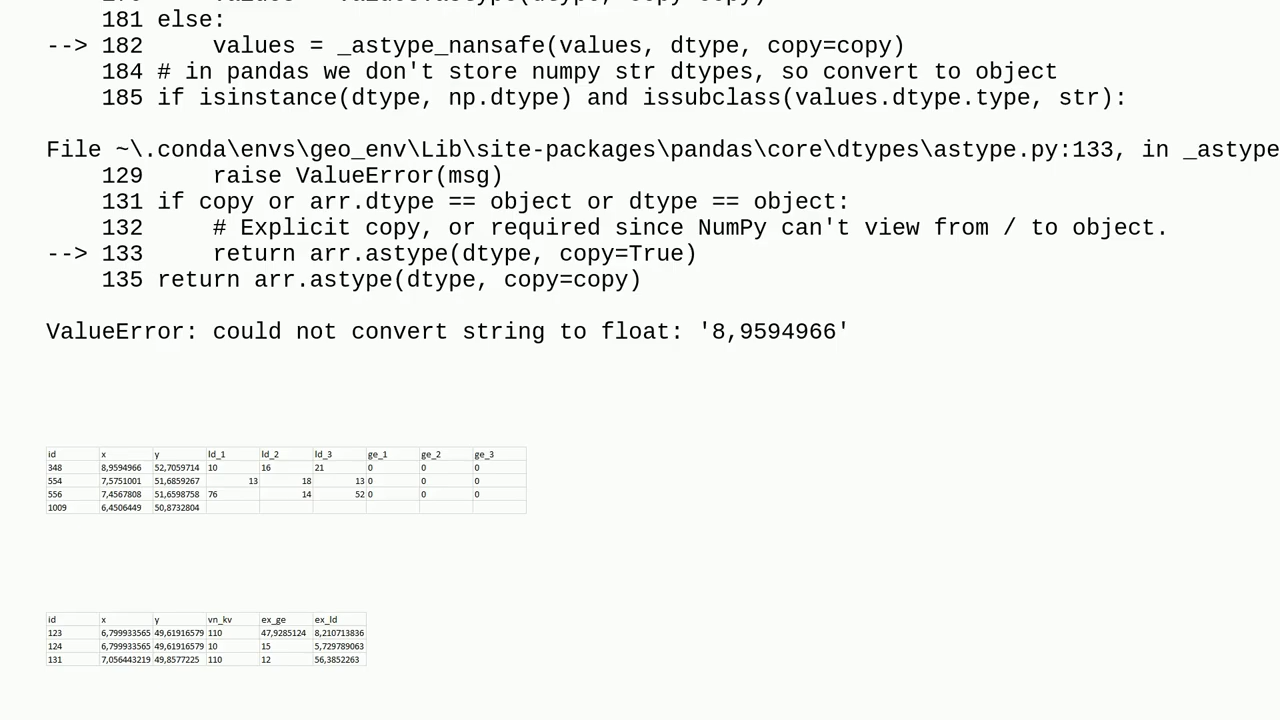 181 else:
--> 182     values = _astype_nansafe(values, dtype, copy=copy)
184 # in pandas we don't store numpy str dtypes, so convert to object
185 if isinstance(dtype, np.dtype) and issubclass(values.dtype.type, str):
File ~\.conda\envs\geo_env\Lib\site-packages\pandas\core\dtypes\astype.py:133, in _astype
129     raise ValueError(msg)
131 if copy or arr.dtype == object or dtype == object:
132     # Explicit copy, or required since NumPy can't view from / to object.
--> 133     return arr.astype(dtype, copy=True)
135 return arr.astype(dtype, copy=copy)
ValueError: could not convert string to float: '8,9594966'
id x y ld_1 ld_2 ld_3 ge_1 ge_2 ge_3
348 8,9594966 52,7059714 10 16 21 0 0 0
554 7,5751001 51,6859267 13 18 13 0 0 0
556 7,4567808 51,6598758 76 14 52 0 0 0
1009 6,4506449 50,8732804
id x y vn_kv ex_ge ex_ld
123 6,799933565 49,61916579 110 47,9285124 8,210713836
124 6,799933565 49,61916579 10 15 5,729789063
131 7,056443219 49,8577225 110 12 56,3852263